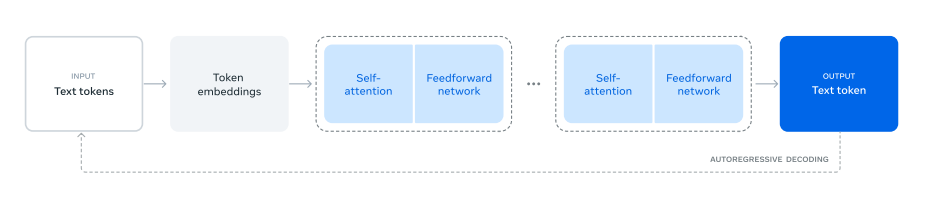 INPUT
Text tokens
Token
embeddings
Self-
attention
Feedforward
network
...
Self-
attention
Feedforward
network
OUTPUT
Text token
AUTOREGRESSIVE DECODING